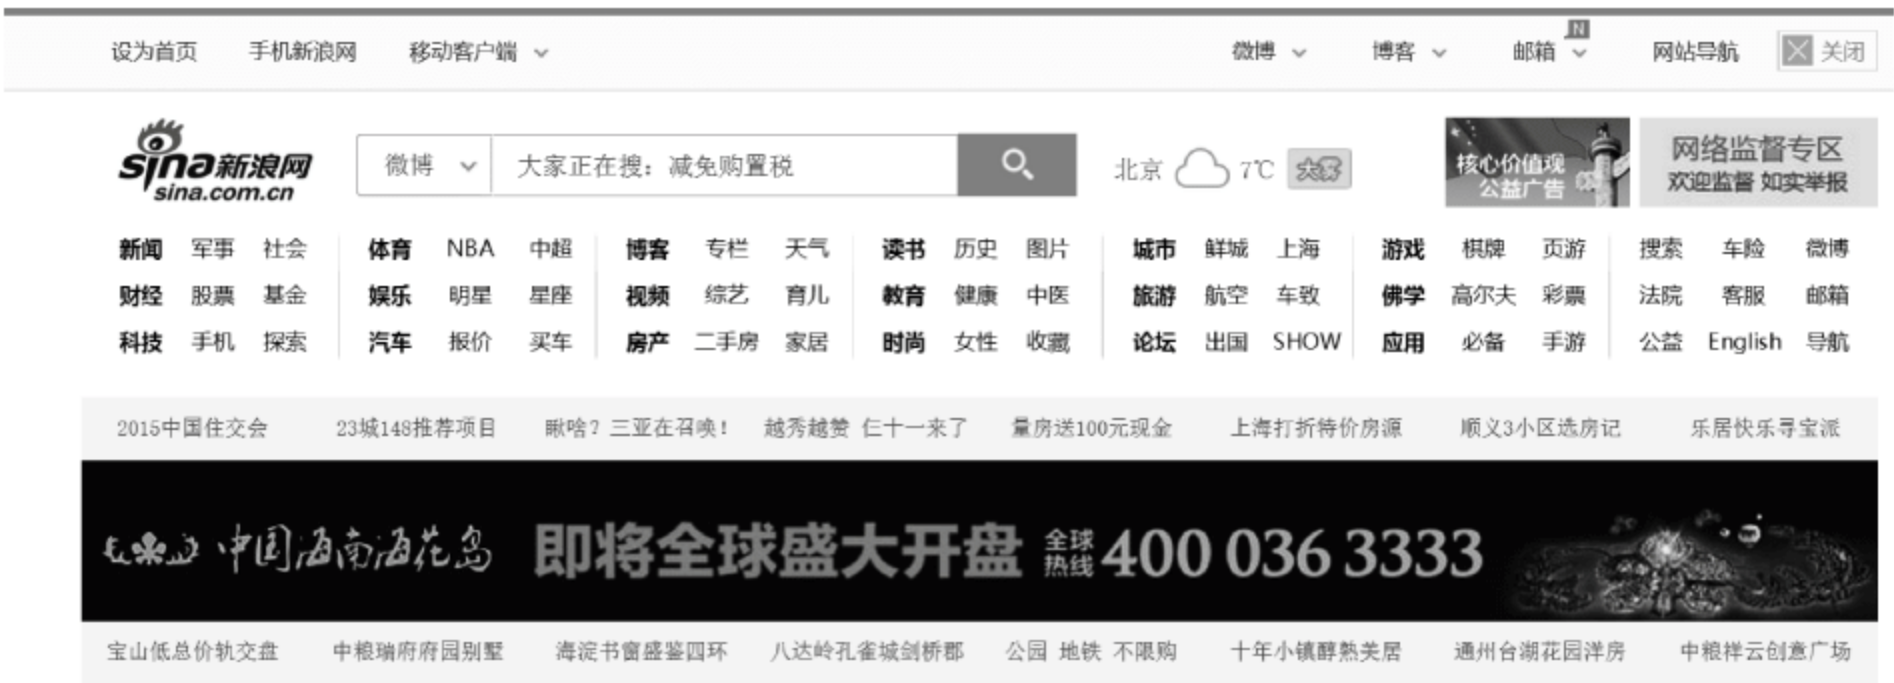 设为首页 手机新浪网 移动客户端 微博 博客 邮箱 N 网站导航 关闭
sina新浪网
sina.com.cn
微博 大家正在搜：减免购置税 北京 7℃
核心价值观
公益广告
网络监督专区
欢迎监督 如实举报
新闻 军事 社会 体育 NBA 中超 博客 专栏 天气 读书 历史 图片 城市 鲜城 上海 游戏 棋牌 页游 搜索 车险 微博
财经 股票 基金 娱乐 明星 星座 视频 综艺 育儿 教育 健康 中医 旅游 航空 车致 佛学 高尔夫 彩票 法院 客服 邮箱
科技 手机 探索 汽车 报价 买车 房产 二手房 家居 时尚 女性 收藏 论坛 出国 SHOW 应用 必备 手游 公益 English 导航
2015中国住交会 23城148推荐项目 瞅啥？三亚在召唤！ 越秀越赞 仨十一来了 量房送100元现金 上海打折特价房源 顺义3小区选房记 乐居快乐寻宝派
中国海南海花岛 即将全球盛大开盘 全球热线 400 036 3333
宝山低总价轨交盘 中粮瑞府府园别墅 海淀书窗盛鉴四环 八达岭孔雀城剑桥郡 公园 地铁 不限购 十年小镇醇熟美居 通州台湖花园洋房 中粮祥云创意广场